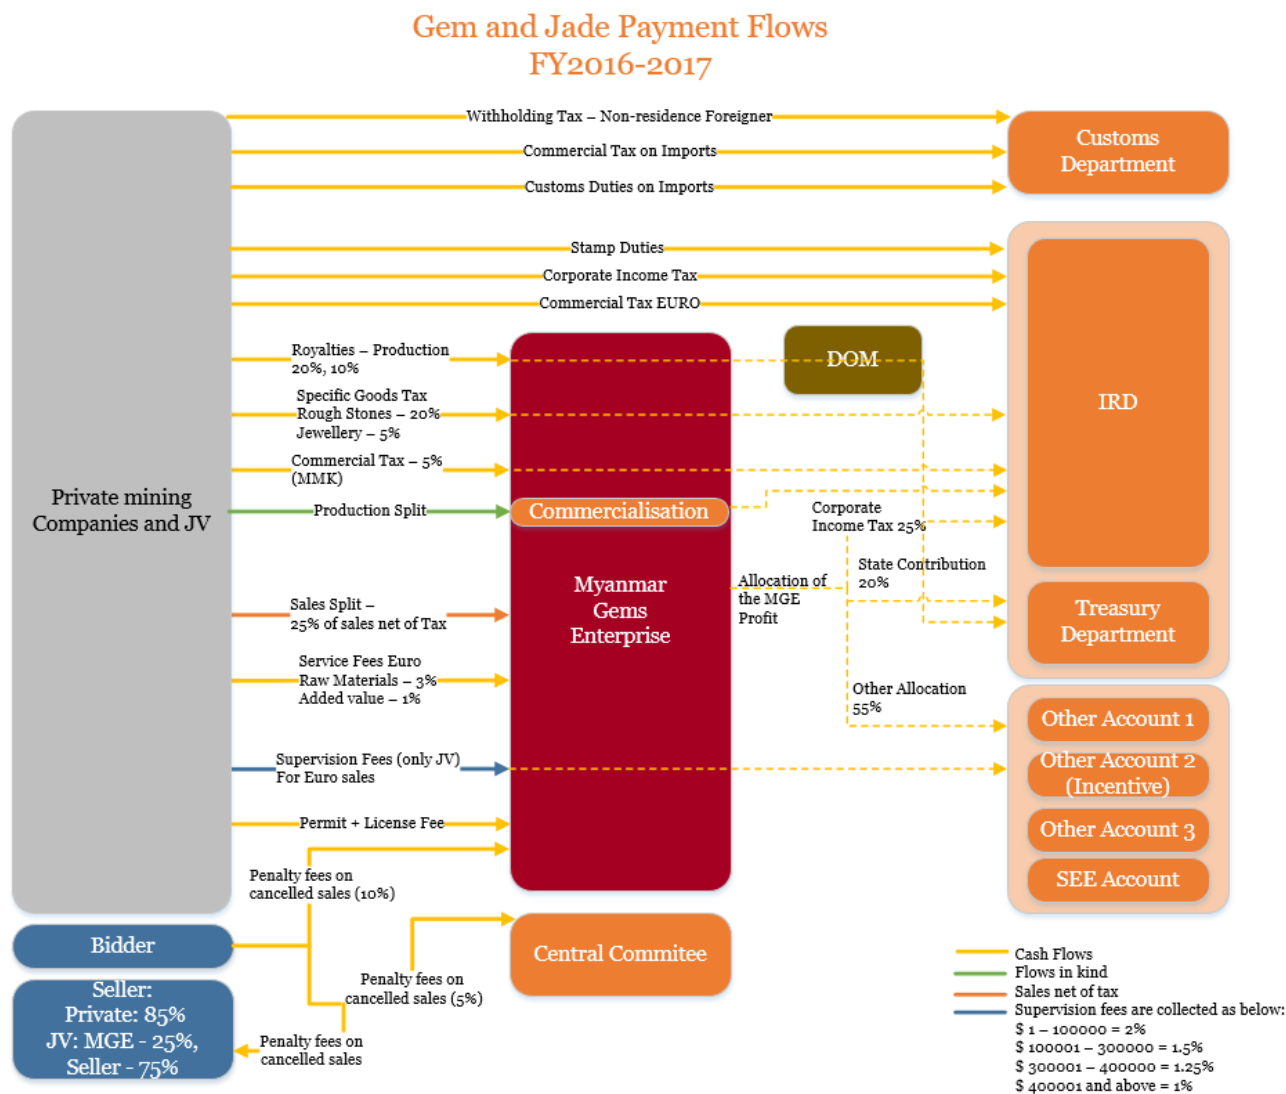 Gem and Jade Payment Flows
FY2016-2017
Withholding Tax – Non-residence Foreigner
Commercial Tax on Imports
Customs Duties on Imports
Customs
Department
Stamp Duties
Corporate Income Tax
Commercial Tax EURO
Royalties – Production
20%, 10%
Specific Goods Tax
Rough Stones – 20%
Jewellery – 5%
Commercial Tax – 5%
(MMK)
Production Split
Private mining
Companies and JV
Sales Split –
25% of sales net of Tax
Service Fees Euro
Raw Materials – 3%
Added value – 1%
Supervision Fees (only JV)
For Euro sales
Permit + License Fee
Penalty fees on
cancelled sales (10%)
Commercialisation
Myanmar
Gems
Enterprise
DOM
IRD
Corporate
Income Tax 25%
State Contribution
20%
Allocation of
the MGE
Profit
Treasury
Department
Other Allocation
55%
Other Account 1
Other Account 2
(Incentive)
Other Account 3
SEE Account
Bidder
Central Commitee
Penalty fees on
cancelled sales (5%)
Seller:
Private: 85%
JV: MGE - 25%,
Seller - 75%
Penalty fees on
cancelled sales
Cash Flows
Flows in kind
Sales net of tax
Supervision fees are collected as below:
$ 1 – 100000 = 2%
$ 100001 – 300000 = 1.5%
$ 300001 – 400000 = 1.25%
$ 400001 and above = 1%